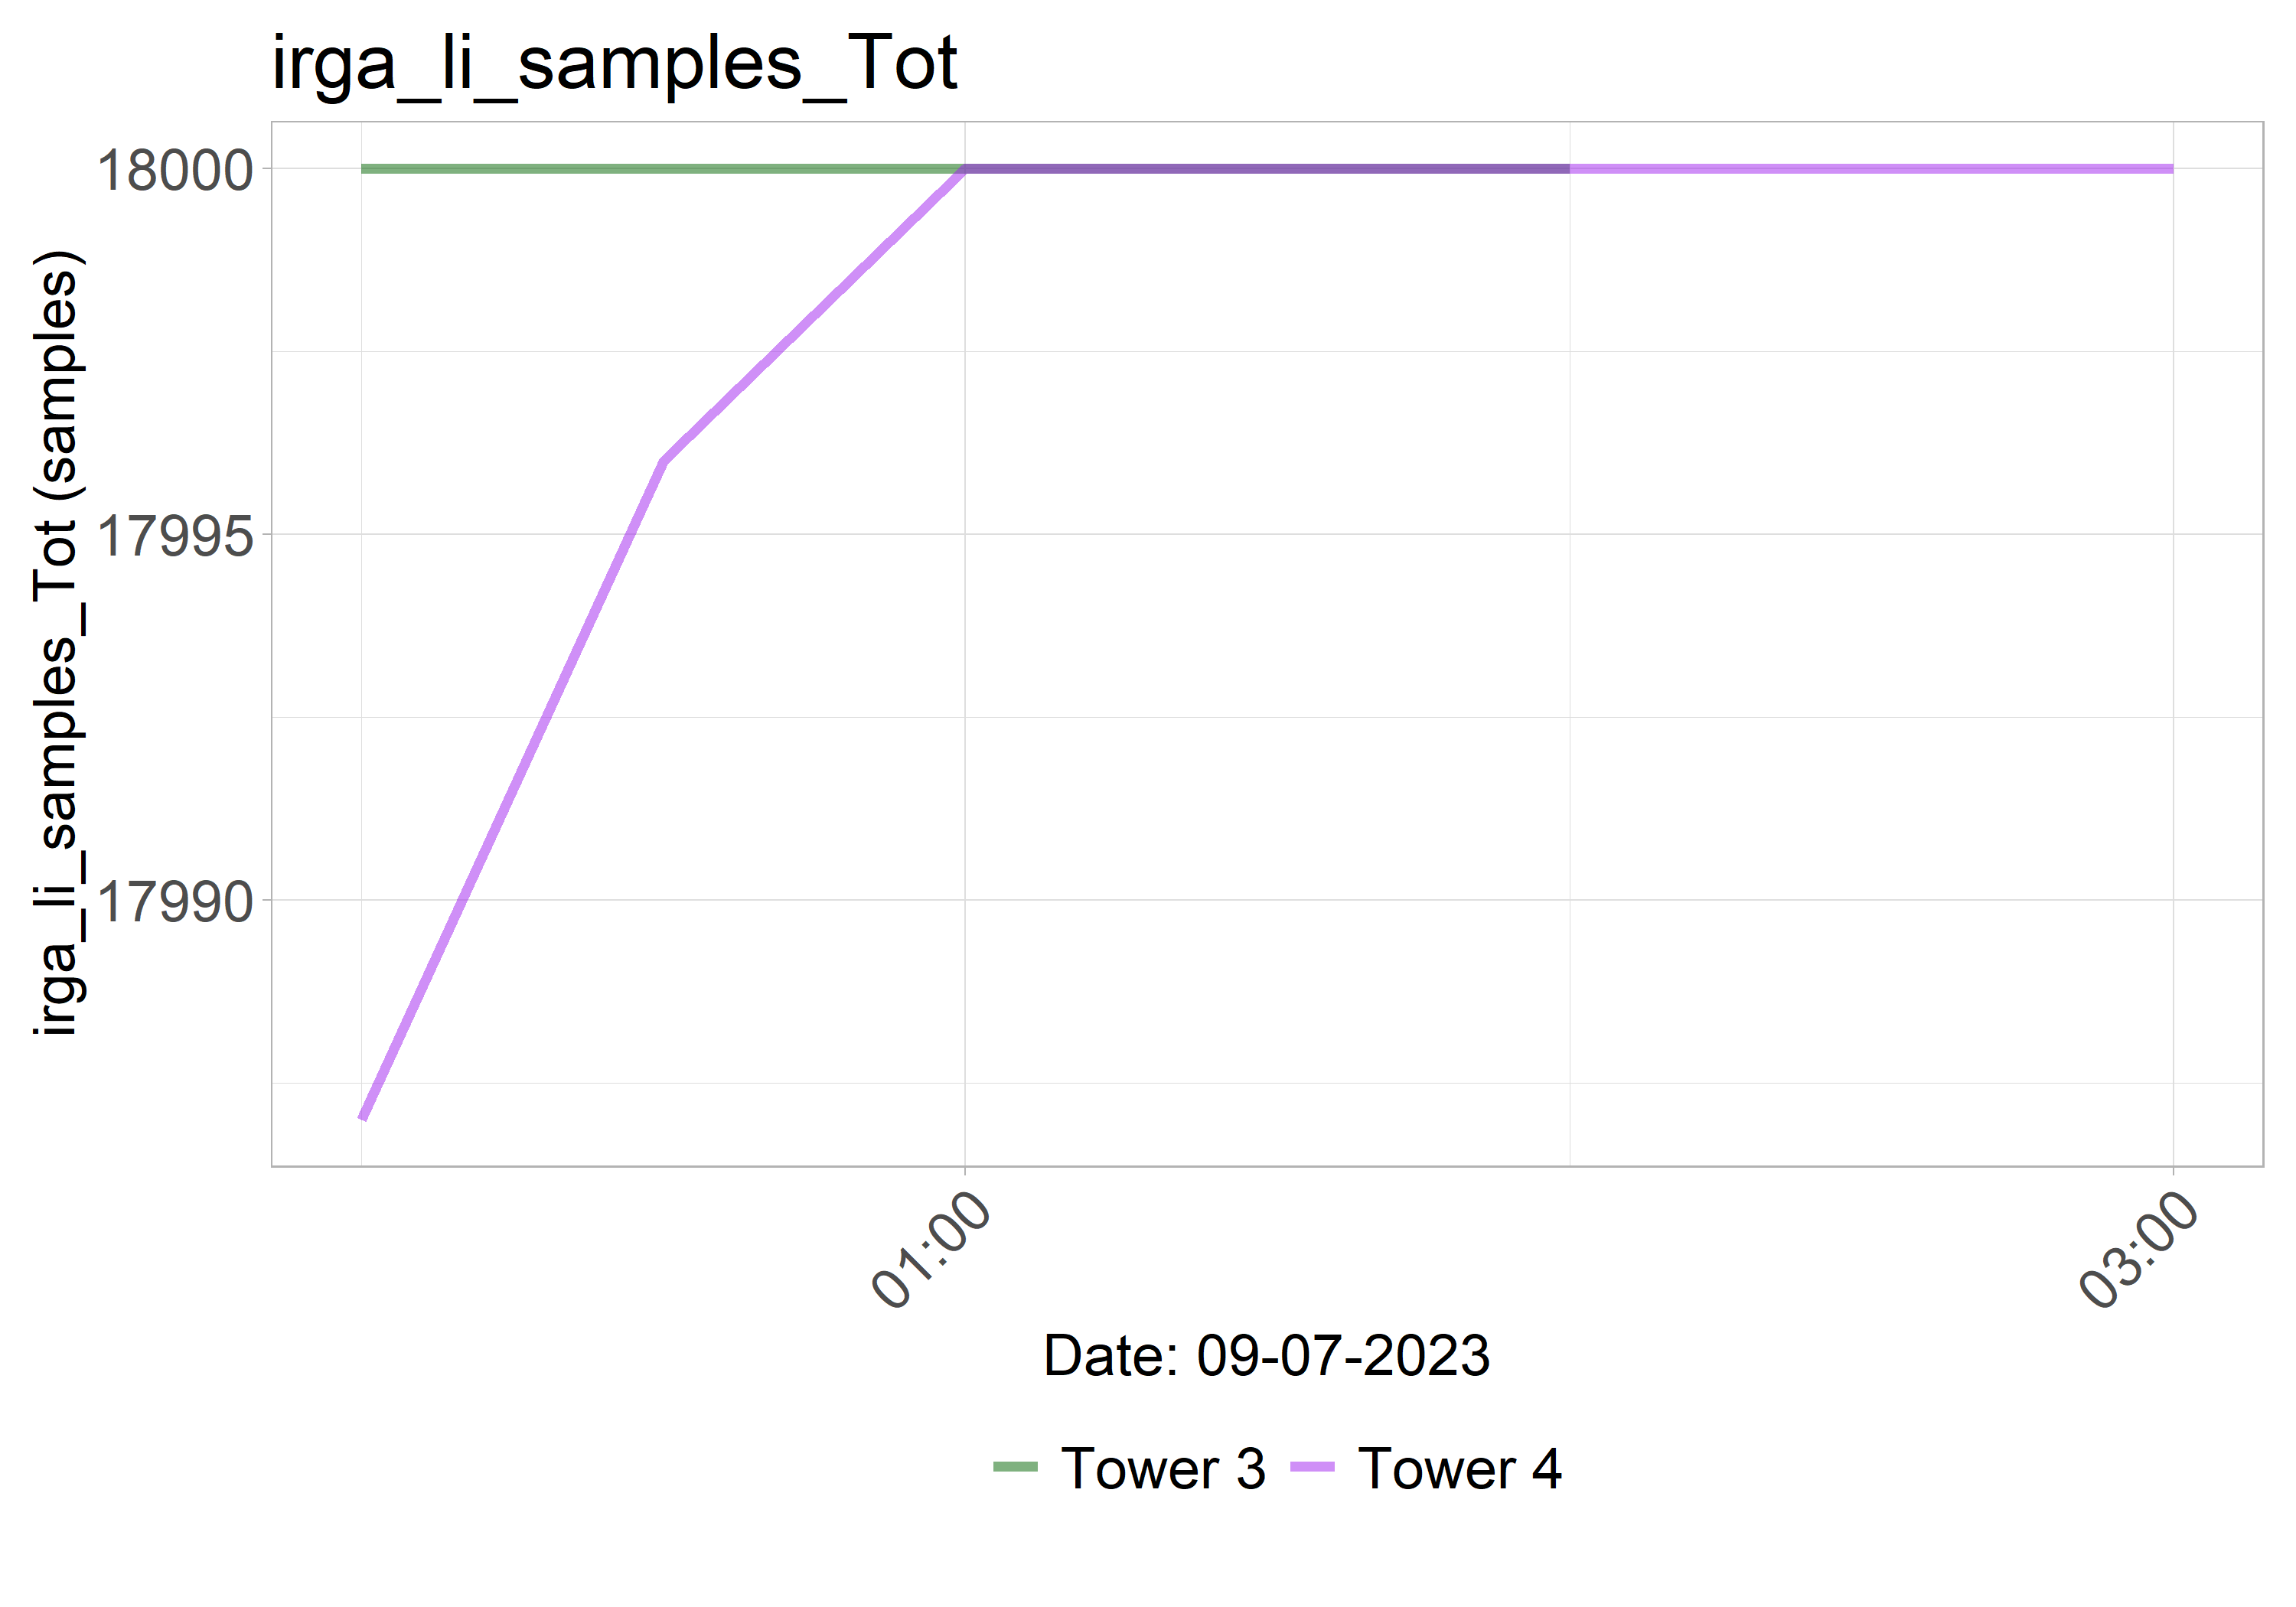 irga_li_samples_Tot
irga_li_samples_Tot (samples)
18000
17995
17990
01:00
03:00
Date: 09-07-2023
Tower 3
Tower 4